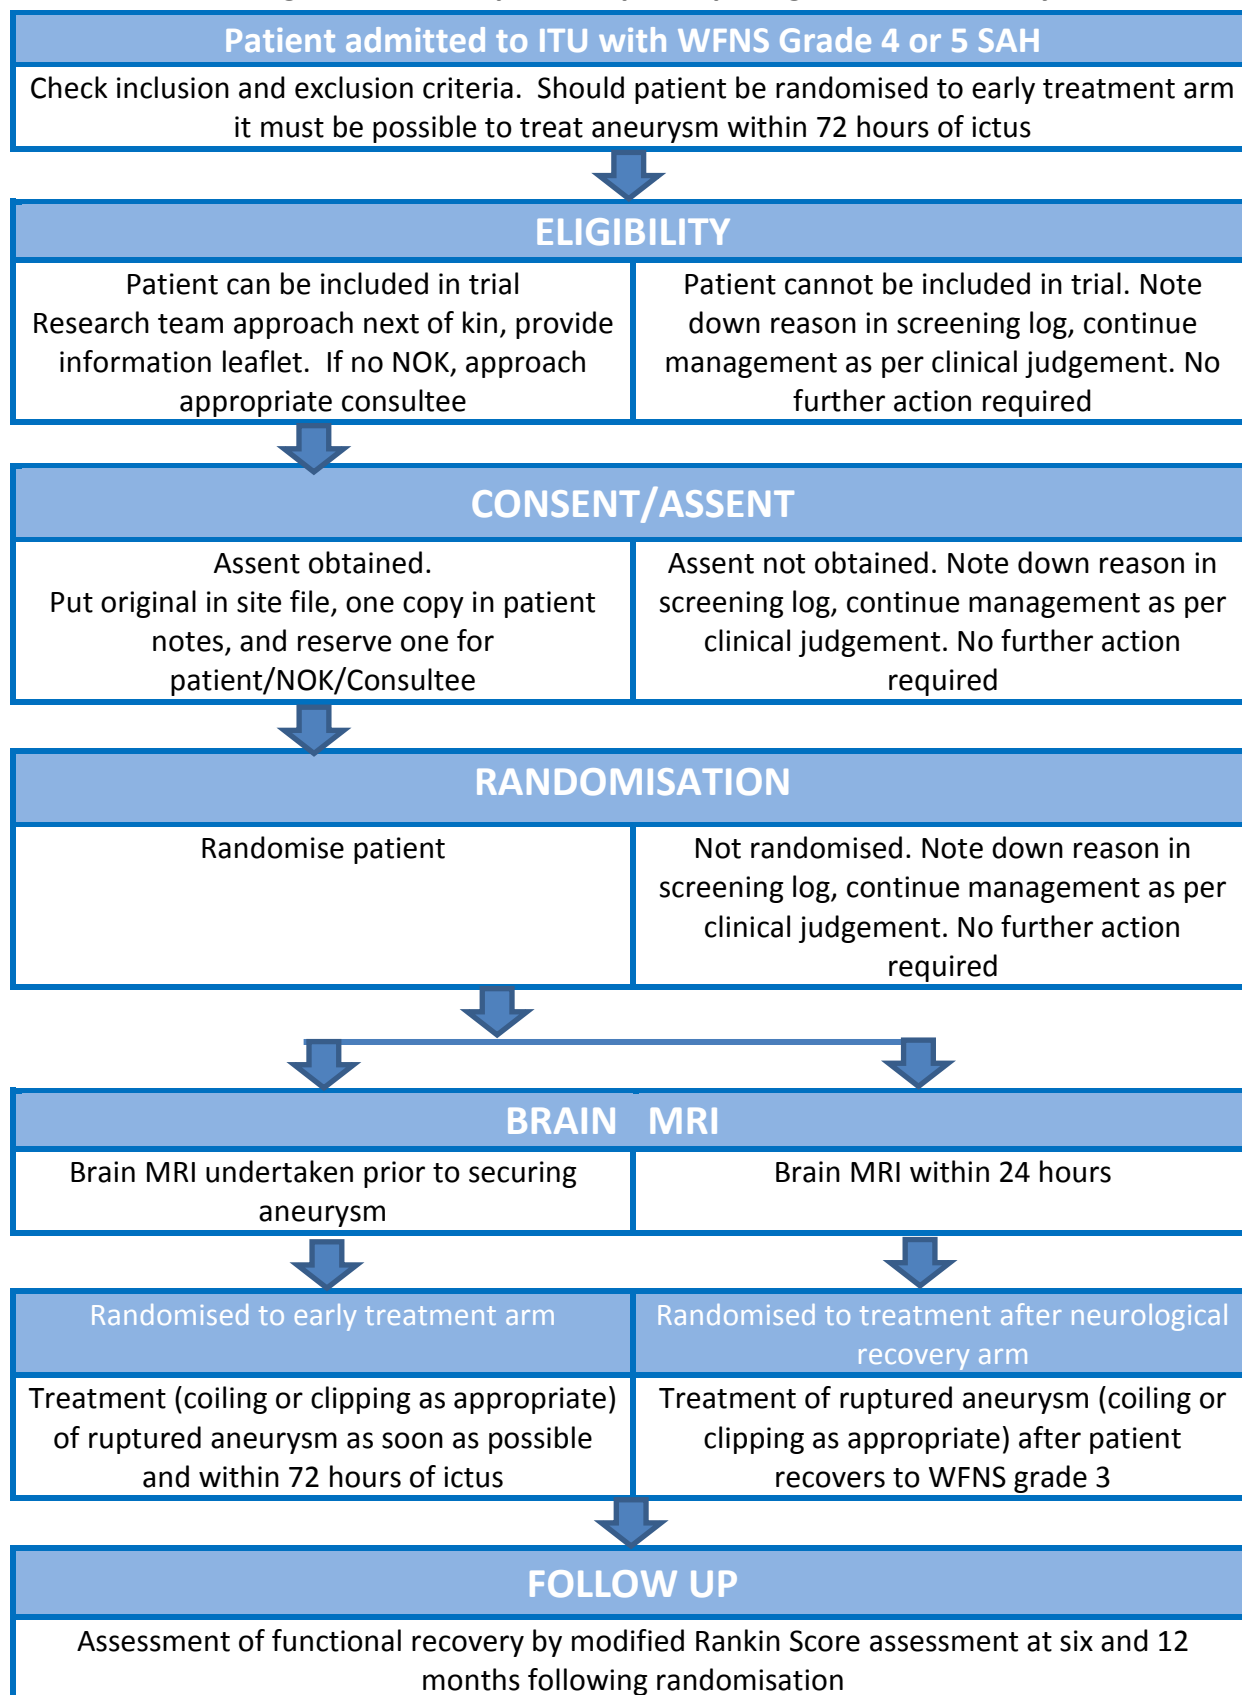 Patient admitted to ITU with WFNS Grade 4 or 5 SAH
Check inclusion and exclusion criteria.  Should patient be randomised to early treatment arm
it must be possible to treat aneurysm within 72 hours of ictus
ELIGIBILITY
Patient can be included in trial
Research team approach next of kin, provide
information leaflet.  If no NOK, approach
appropriate consultee
Patient cannot be included in trial. Note
down reason in screening log, continue
management as per clinical judgement. No
further action required
CONSENT/ASSENT
Assent obtained.
Put original in site file, one copy in patient
notes, and reserve one for
patient/NOK/Consultee
Assent not obtained. Note down reason in
screening log, continue management as per
clinical judgement. No further action
required
RANDOMISATION
Randomise patient
Not randomised. Note down reason in
screening log, continue management as per
clinical judgement. No further action
required
BRAIN   MRI
Brain MRI undertaken prior to securing
aneurysm
Brain MRI within 24 hours
Randomised to early treatment arm
Randomised to treatment after neurological
recovery arm
Treatment (coiling or clipping as appropriate)
of ruptured aneurysm as soon as possible
and within 72 hours of ictus
Treatment of ruptured aneurysm (coiling or
clipping as appropriate) after patient
recovers to WFNS grade 3
FOLLOW UP
Assessment of functional recovery by modified Rankin Score assessment at six and 12
months following randomisation